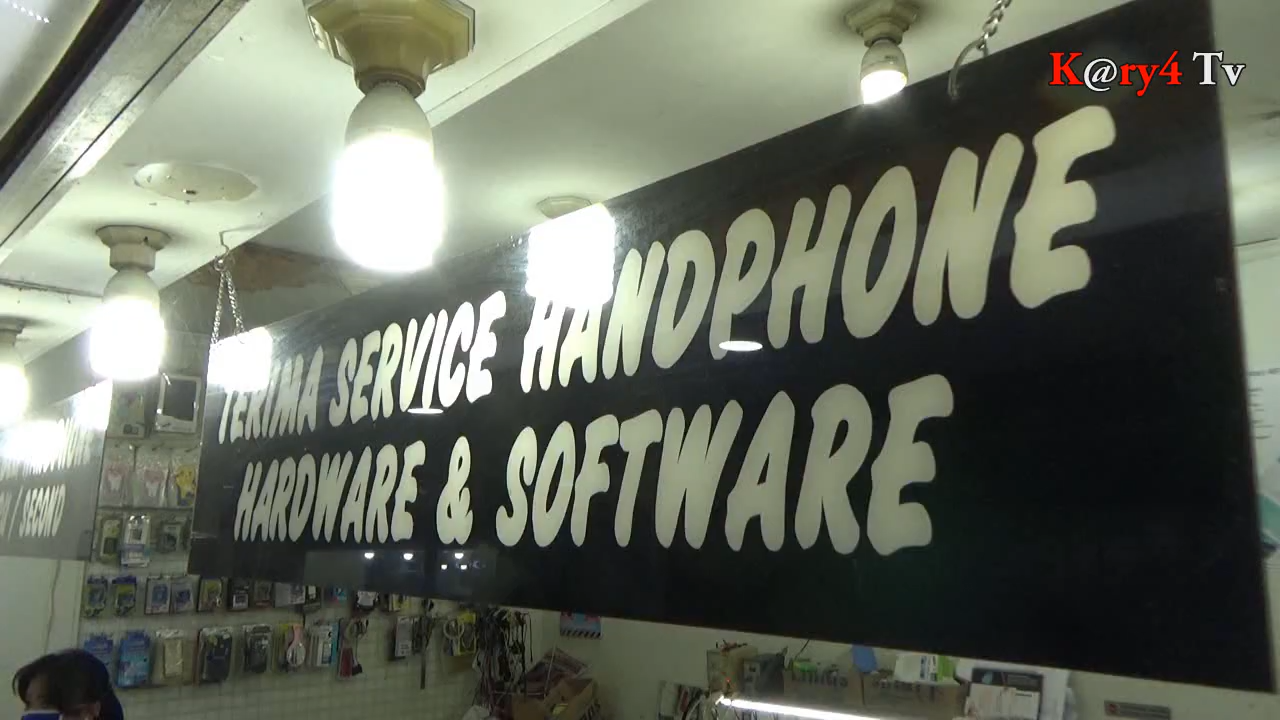 K@ry4 Tv
TERIMA SERVICE HANDPHONE
HARDWARE & SOFTWARE
/ SECOND